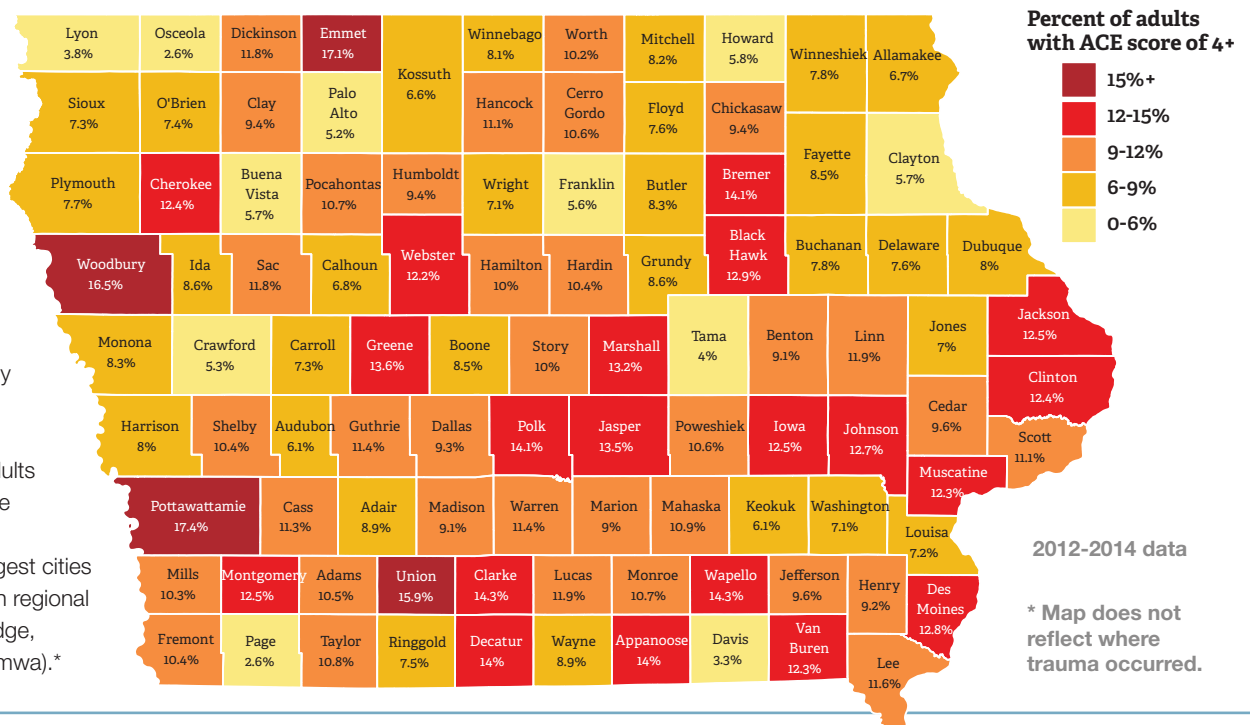 Percent of adults
with ACE score of 4+
15%+
12-15%
9-12%
6-9%
0-6%
Lyon
3.8%
Osceola
2.6%
Dickinson
11.8%
Emmet
17.1%
Kossuth
6.6%
Winnebago
8.1%
Worth
10.2%
Mitchell
8.2%
Howard
5.8%
Winneshiek
7.8%
Allamakee
6.7%
Sioux
7.3%
O'Brien
7.4%
Clay
9.4%
Palo
Alto
5.2%
Hancock
11.1%
Cerro
Gordo
10.6%
Floyd
7.6%
Chickasaw
9.4%
Fayette
8.5%
Clayton
5.7%
Plymouth
7.7%
Cherokee
12.4%
Buena
Vista
5.7%
Pocahontas
10.7%
Humboldt
9.4%
Wright
7.1%
Franklin
5.6%
Butler
8.3%
Bremer
14.1%
Woodbury
16.5%
Ida
8.6%
Sac
11.8%
Calhoun
6.8%
Webster
12.2%
Hamilton
10%
Hardin
10.4%
Grundy
8.6%
Black
Hawk
12.9%
Buchanan
7.8%
Delaware
7.6%
Dubuque
8%
Monona
8.3%
Crawford
5.3%
Carroll
7.3%
Greene
13.6%
Boone
8.5%
Story
10%
Marshall
13.2%
Tama
4%
Benton
9.1%
Linn
11.9%
Jones
7%
Jackson
12.5%
Clinton
12.4%
Harrison
8%
Shelby
10.4%
Audubon
6.1%
Guthrie
11.4%
Dallas
9.3%
Polk
14.1%
Jasper
13.5%
Poweshiek
10.6%
Iowa
12.5%
Johnson
12.7%
Cedar
9.6%
Scott
11.1%
Muscatine
12.3%
Pottawattamie
17.4%
Cass
11.3%
Adair
8.9%
Madison
9.1%
Warren
11.4%
Marion
9%
Mahaska
10.9%
Keokuk
6.1%
Washington
7.1%
Louisa
7.2%
Mills
10.3%
Montgomery
12.5%
Adams
10.5%
Union
15.9%
Clarke
14.3%
Lucas
11.9%
Monroe
10.7%
Wapello
14.3%
Jefferson
9.6%
Henry
9.2%
Des
Moines
12.8%
Fremont
10.4%
Page
2.6%
Taylor
10.8%
Ringgold
7.5%
Decatur
14%
Wayne
8.9%
Appanoose
14%
Davis
3.3%
Van
Buren
12.3%
Lee
11.6%
y
lults
e
gest cities
n regional
dge,
mwa).*
2012-2014 data
* Map does not
reflect where
trauma occurred.